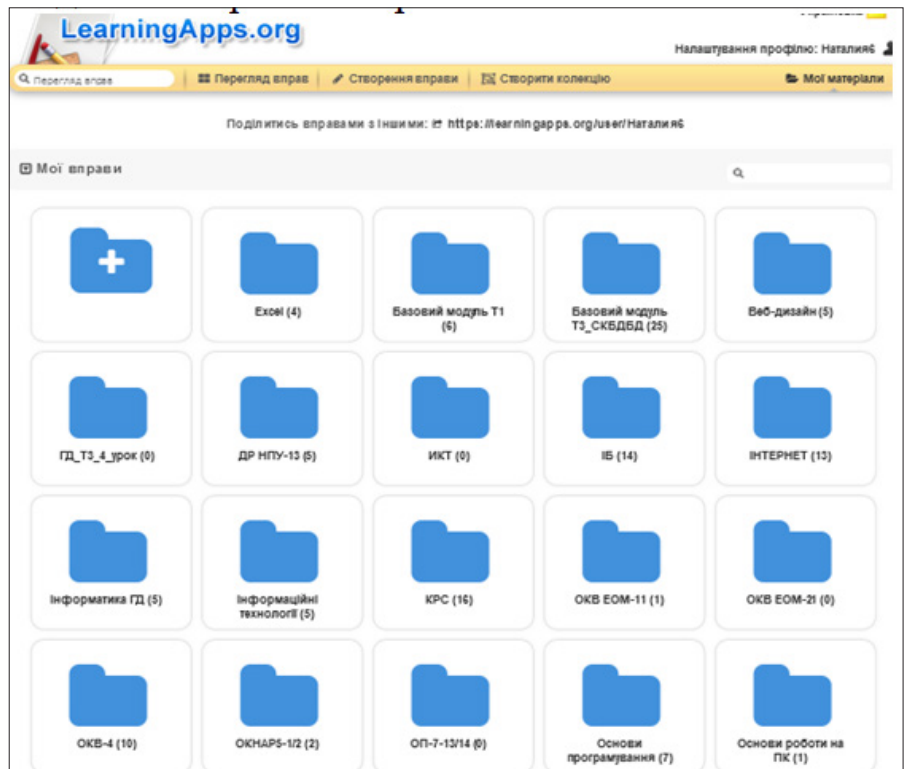 LearningApps.org
Налаштування профілю: Наталия6
Перегляд вправ
Перегляд вправ
Створення вправи
Створити колекцію
Мої матеріали
Поділитись вправами з іншими: https://learningapps.org/user/Наталия6
Мої вправи
Excel (4)
Базовий модуль Т1
(6)
Базовий модуль
Т3_СКБДБД (25)
Веб-дизайн (5)
ГД_Т3_4_урок (0)
ДР НПУ-13 (5)
ИКТ (0)
ІБ (14)
ІНТЕРНЕТ (13)
Інформатика ГД (5)
Інформаційні
технології (5)
КРС (16)
ОКВ ЕОМ-11 (1)
ОКВ ЕОМ-21 (0)
ОКВ-4 (10)
ОКНАР5-1/2 (2)
ОП-7-13/14 (0)
Основи
програмування (7)
Основи роботи на
ПК (1)